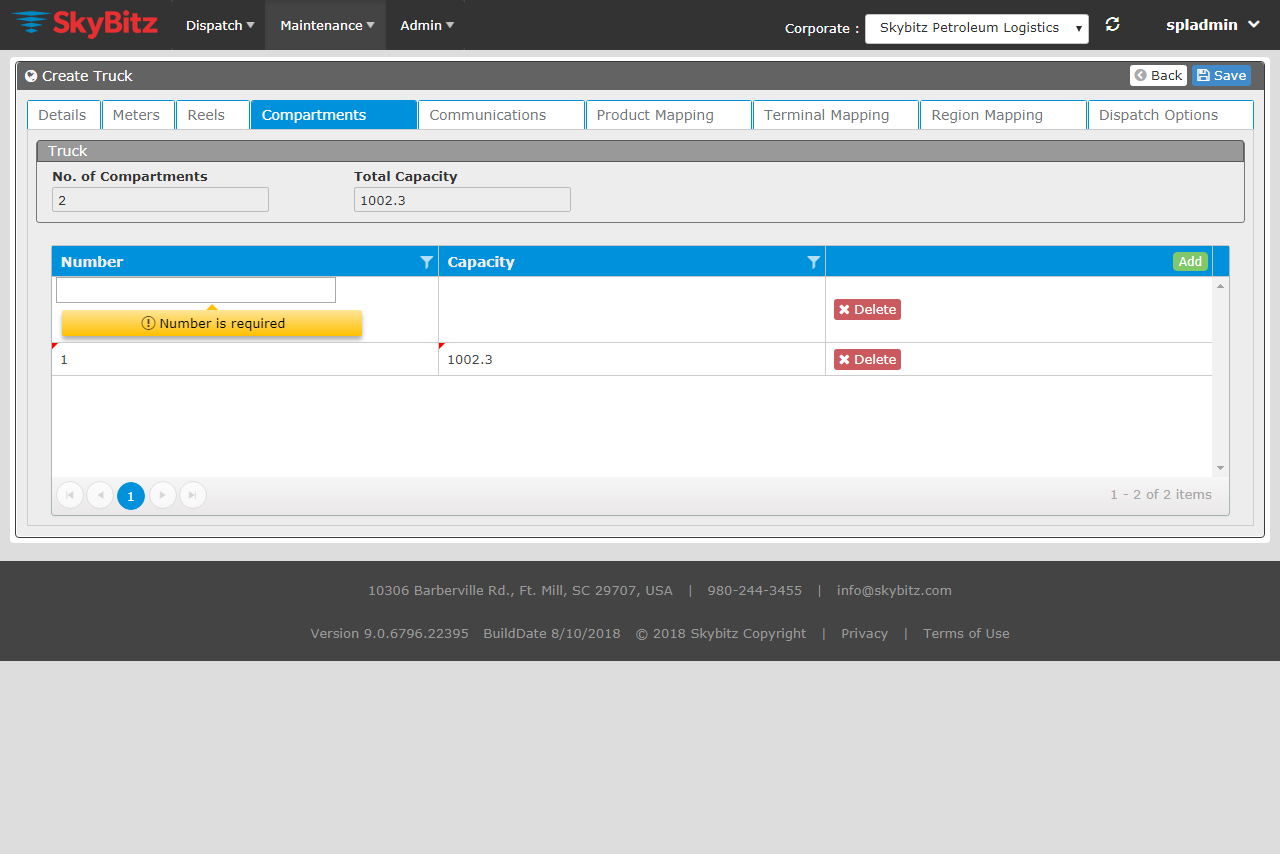 SkyBitz Dispatch Maintenance Admin Corporate : Skybitz Petroleum Logistics spladmin
Create Truck Back Save
Details Meters Reels Compartments Communications Product Mapping Terminal Mapping Region Mapping Dispatch Options
Truck
No. of Compartments Total Capacity
2 1002.3
Number Capacity Add
Delete
Number is required
1 1002.3 Delete
1 1 - 2 of 2 items
10306 Barberville Rd., Ft. Mill, SC 29707, USA | 980-244-3455 | info@skybitz.com
Version 9.0.6796.22395 BuildDate 8/10/2018 © 2018 Skybitz Copyright | Privacy | Terms of Use